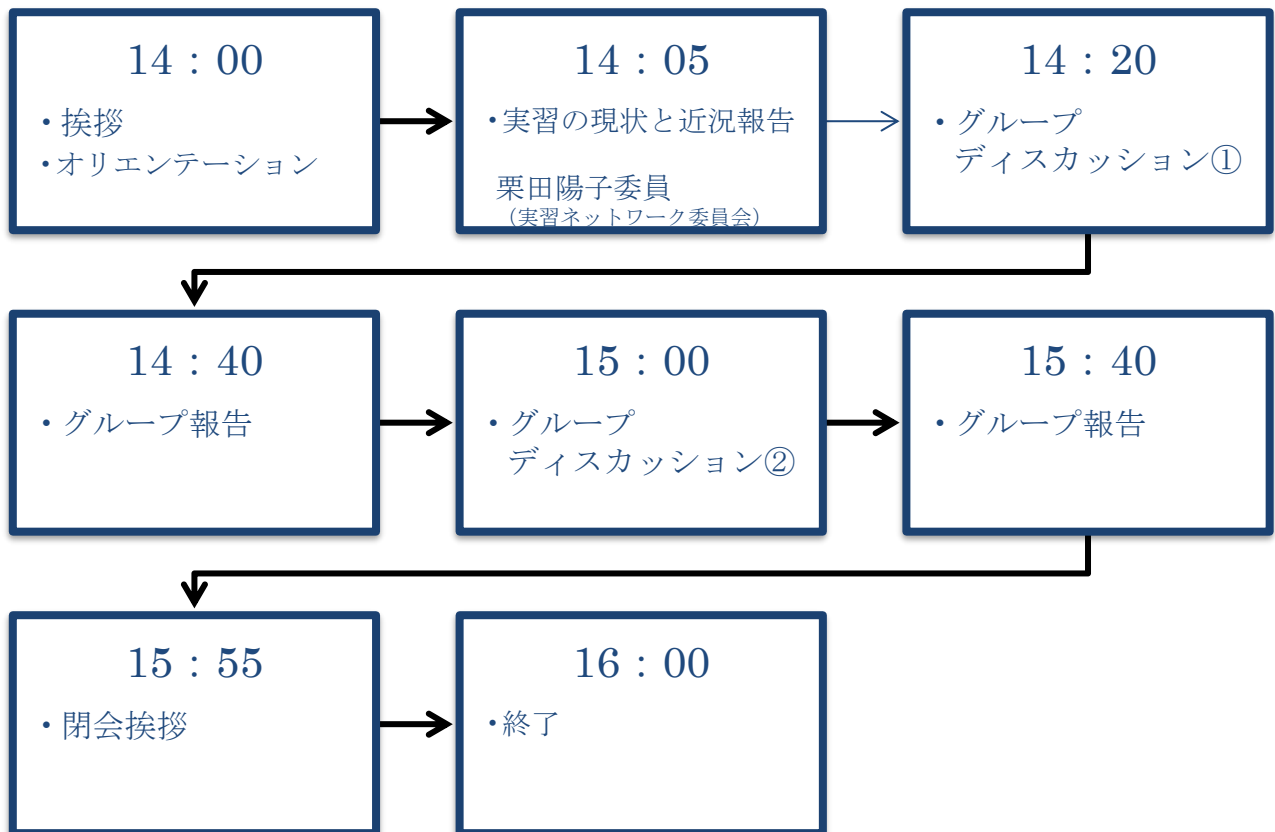 14：00
・挨拶
・オリエンテーション
14：05
・実習の現状と近況報告
栗田陽子委員
（実習ネットワーク委員会）
14：20
・グループ
ディスカッション①
14：40
・グループ報告
15：00
・グループ
ディスカッション②
15：40
・グループ報告
15：55
・閉会挨拶
16：00
・終了